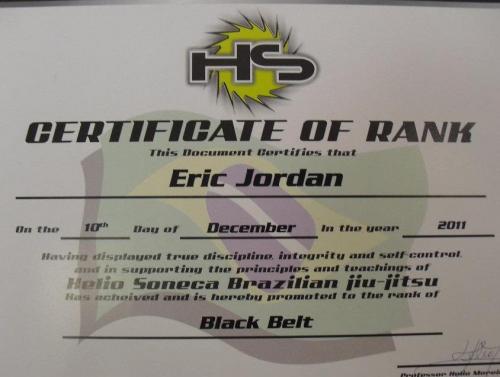 HS
CERTIFICATE OF RANK
This Document Certifies that
Eric Jordan
On the 10th Day of December In the year 2011
Having displayed true discipline, integrity and self-control.
and in supporting the principles and teachings of
Helio Soneca Brazilian jiu-jitsu
Has acheived and is hereby promoted to the rank of
Black Belt
Professor Helio